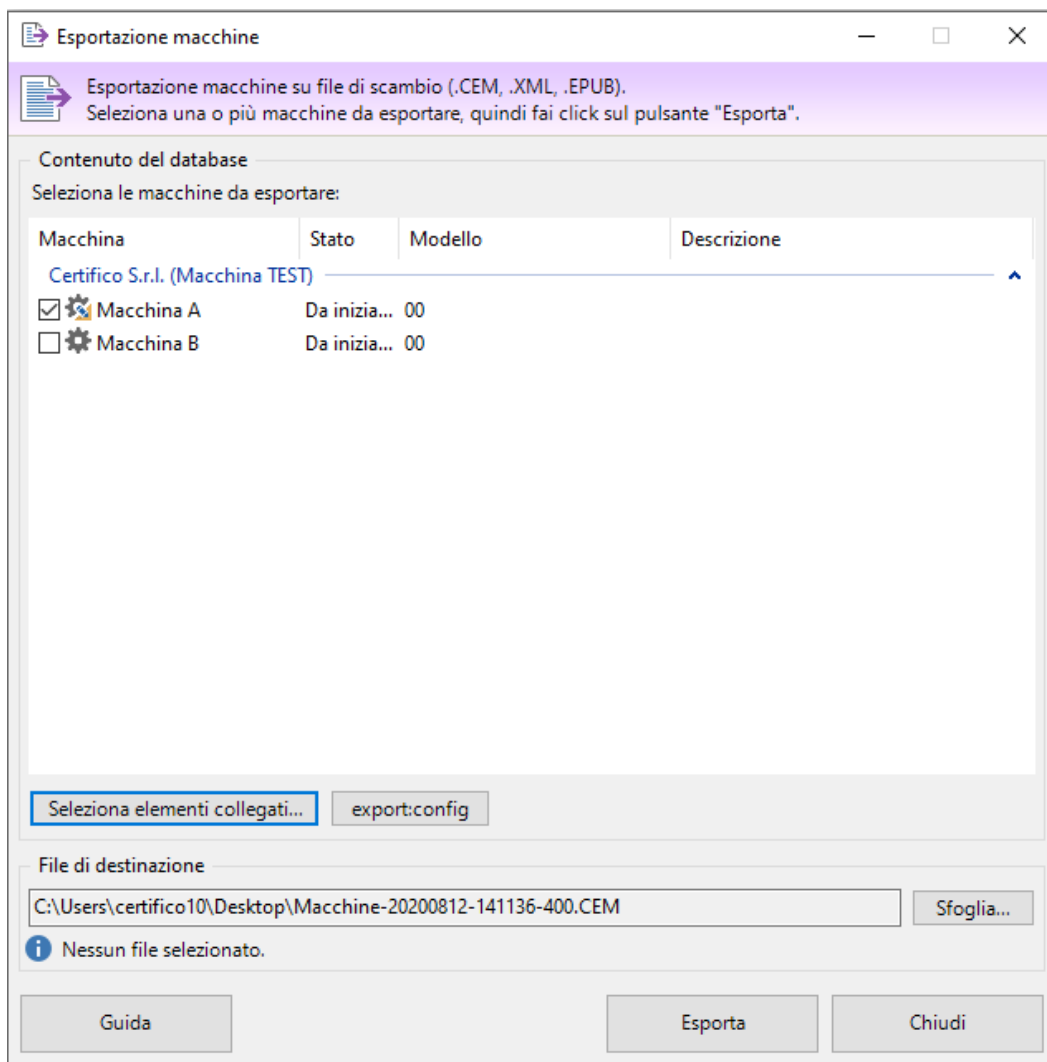 Esportazione macchine
Esportazione macchine su file di scambio (.CEM, .XML, .EPUB).
Seleziona una o più macchine da esportare, quindi fai click sul pulsante "Esporta".
Contenuto del database
Seleziona le macchine da esportare:
Macchina Stato Modello Descrizione
Certifico S.r.l. (Macchina TEST)
Macchina A Da inizia... 00
Macchina B Da inizia... 00
Seleziona elementi collegati... export:config
File di destinazione
C:\Users\certifico10\Desktop\Macchine-20200812-141136-400.CEM Sfoglia...
Nessun file selezionato.
Guida Esporta Chiudi